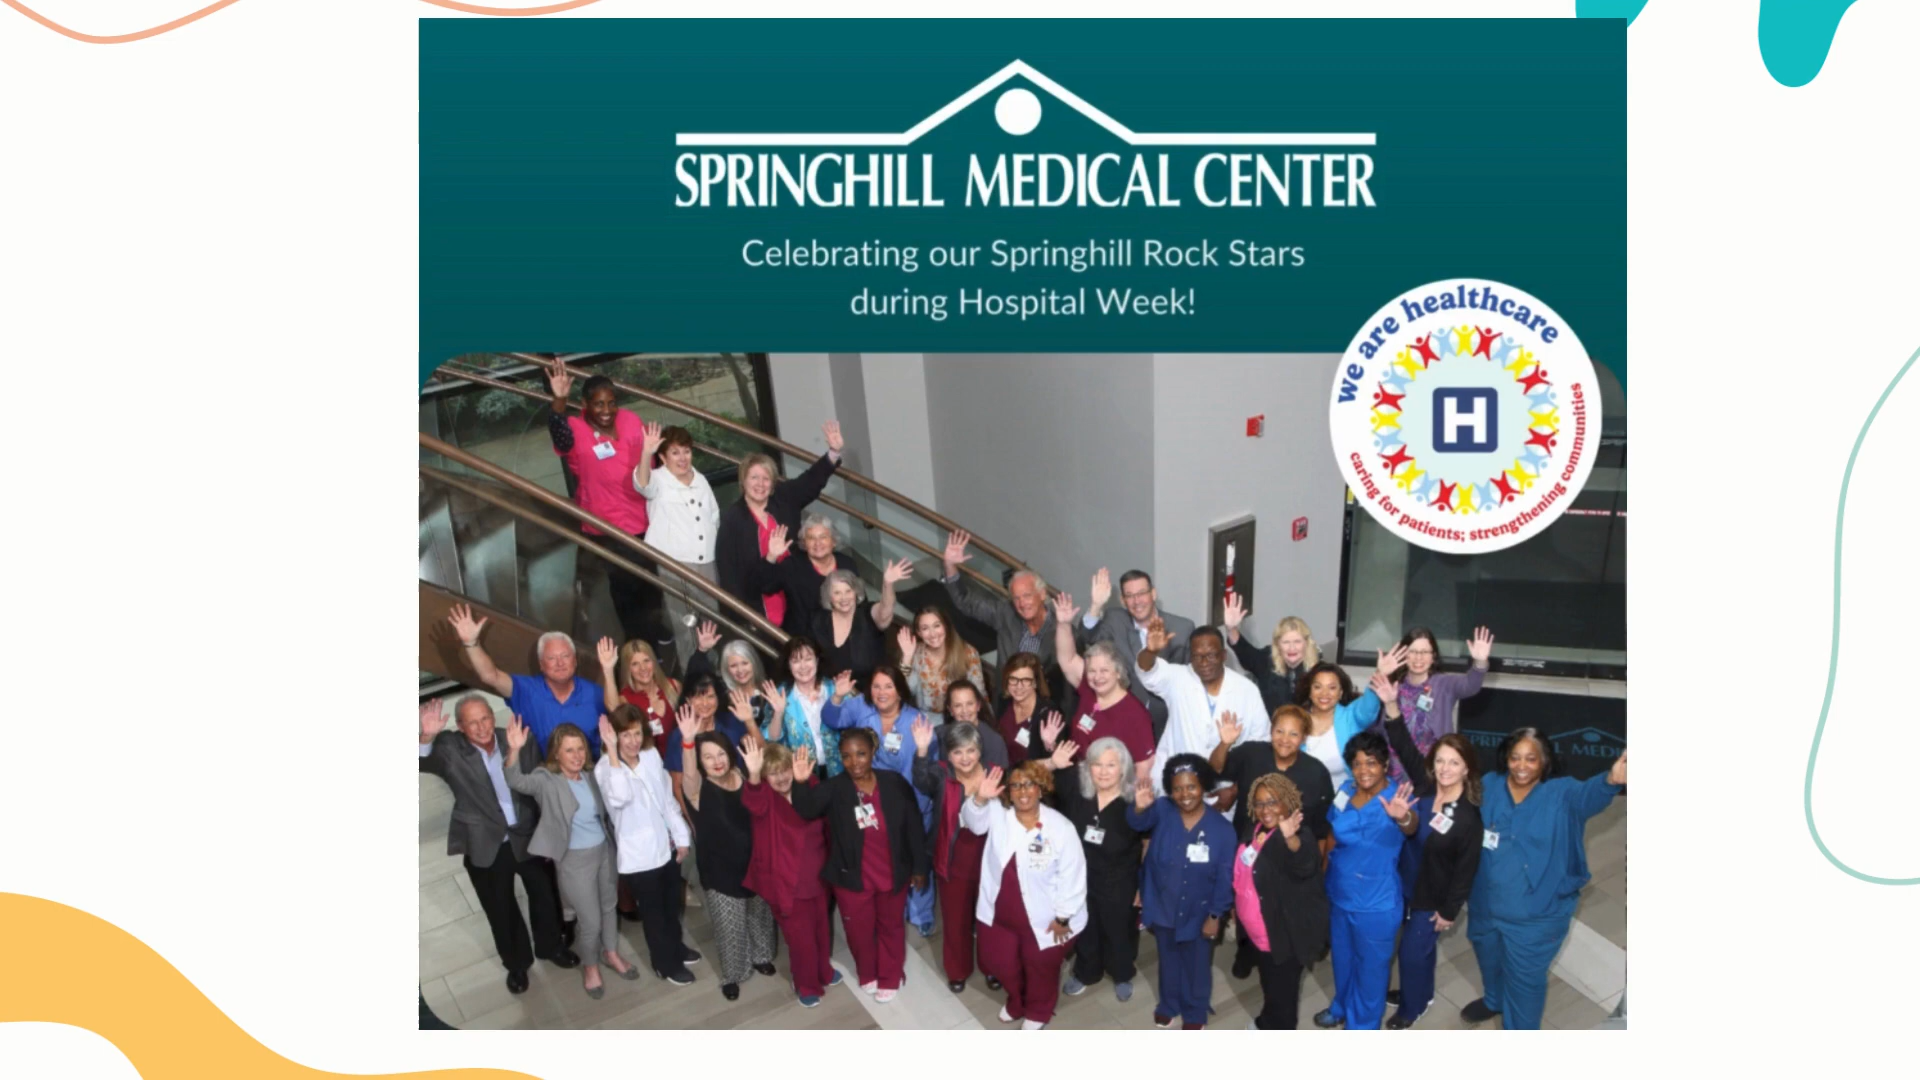 SPRINGHILL MEDICAL CENTER
Celebrating our Springhill Rock Stars
during Hospital Week!
we are healthcare
H
caring for patients; strengthening communities